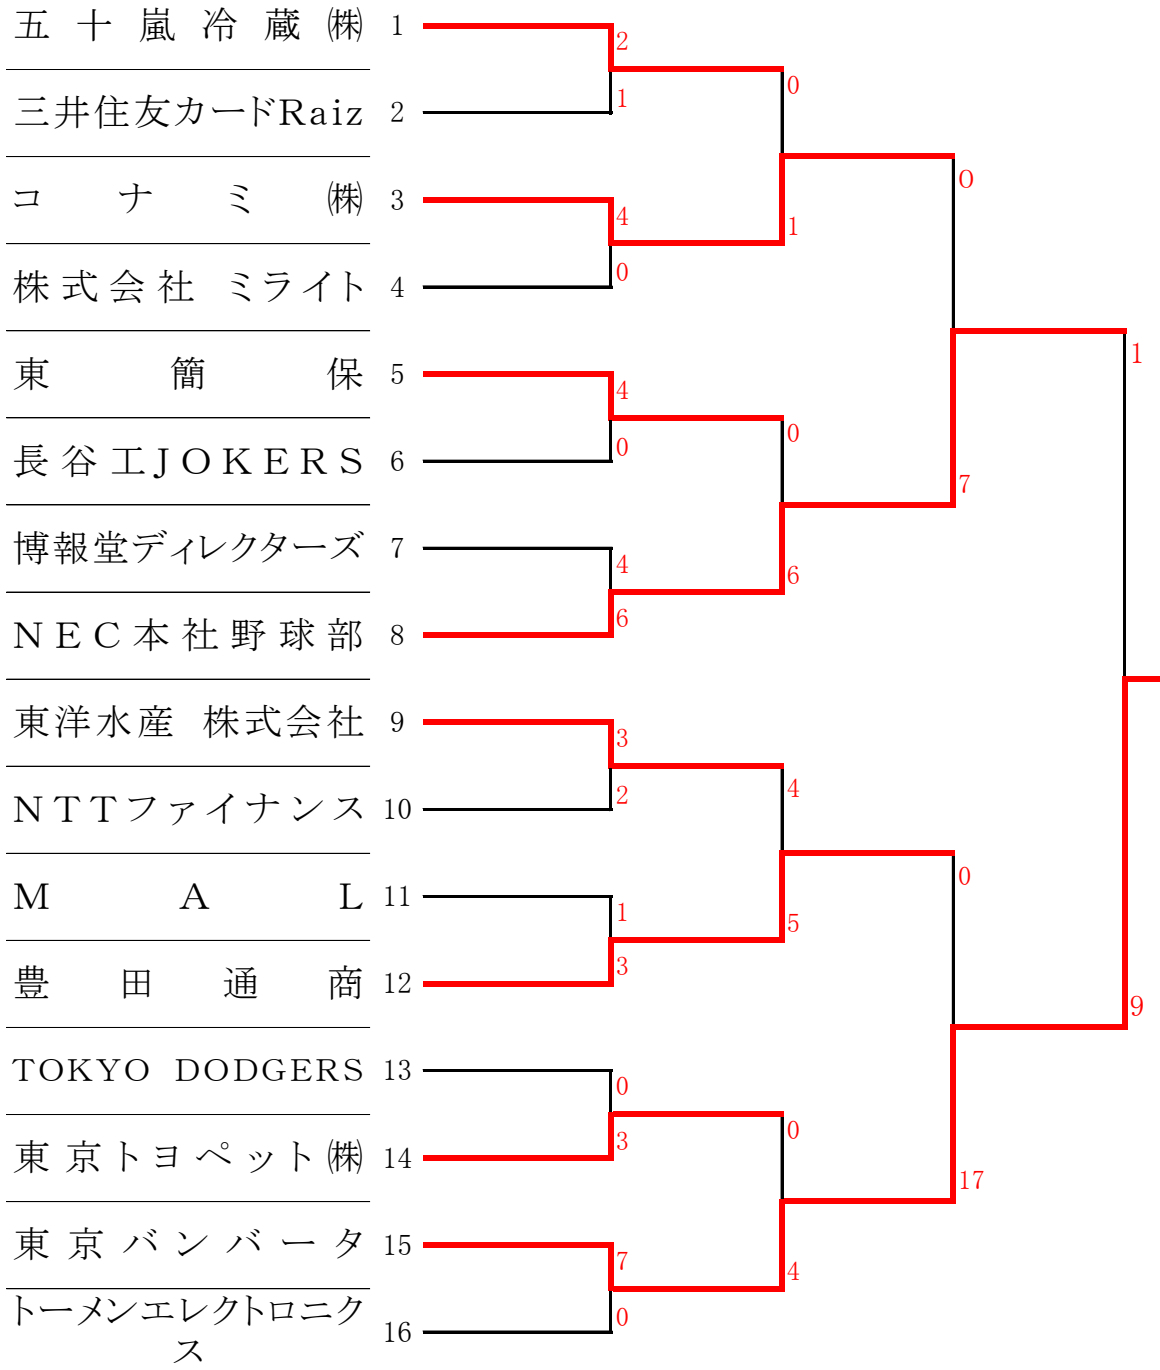 五十嵐冷蔵㈱ 1
2
0
三井住友カードRaiz 2
1
コナミ㈱ 3
4
1
0
株式会社 ミライト 4
0
東簡保 5
4
0
1
長谷工JOKERS 6
0
7
博報堂ディレクターズ 7
4
6
NEC本社野球部 8
6
東洋水産 株式会社 9
3
4
NTTファイナンス 10
2
MAL 11
1
5
0
豊田通商 12
3
9
TOKYO DODGERS 13
0
0
東京トヨペット㈱ 14
3
17
東京バンバータ 15
7
4
トーメンエレクトロニク
ス
16
0